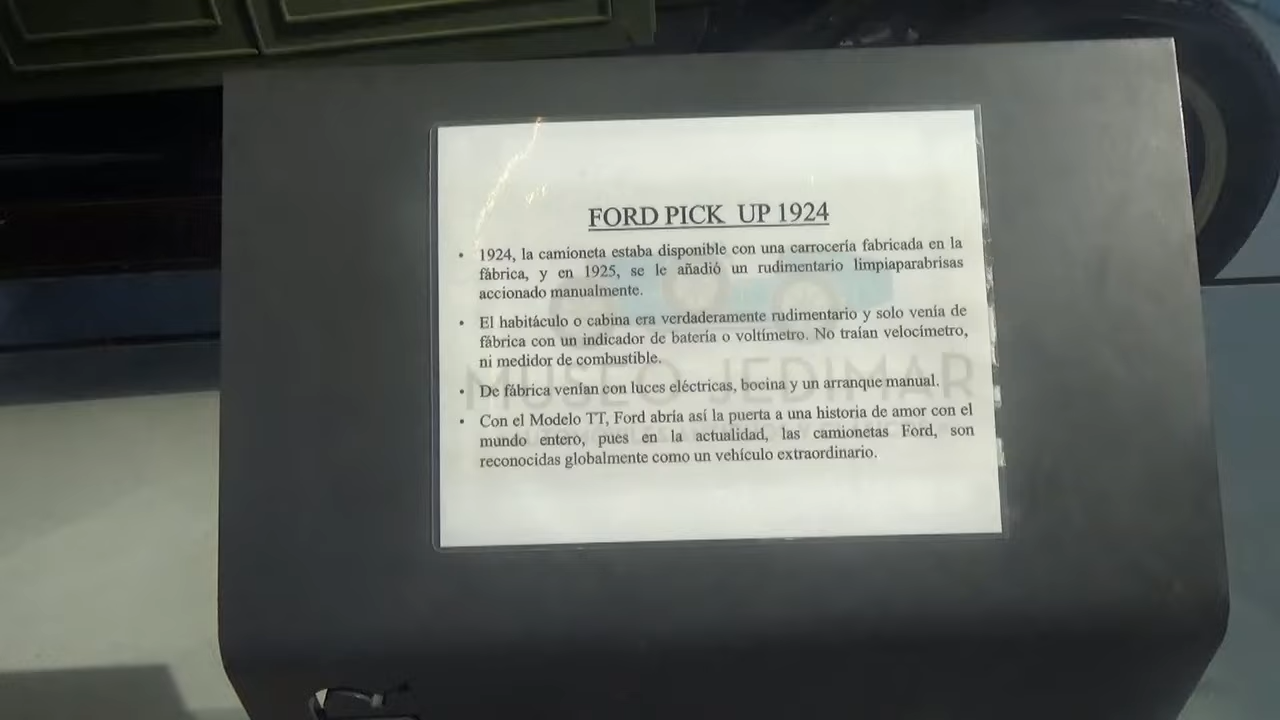 FORD PICK UP 1924
• 1924, la camioneta estaba disponible con una carrocería fabricada en la
fábrica, y en 1925, se le añadió un rudimentario limpiaparabrisas
accionado manualmente.
• El habitáculo o cabina era verdaderamente rudimentario y solo venía de
fábrica con un indicador de batería o voltímetro. No traían velocímetro,
ni medidor de combustible.
MUSEO JEDIMAR
• De fábrica venían con luces eléctricas, bocina y un arranque manual.
• Con el Modelo TT, Ford abría así la puerta a una historia de amor con el
mundo entero, pues en la actualidad, las camionetas Ford, son
reconocidas globalmente como un vehículo extraordinario.